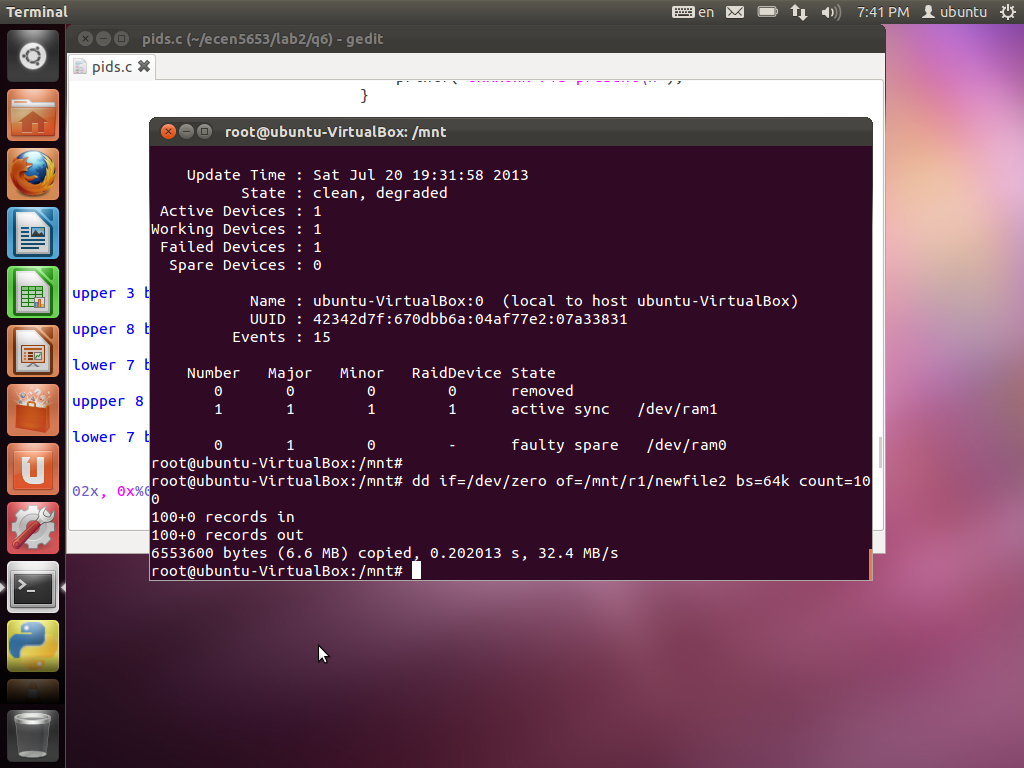 Terminal
en
7:41 PM
ubuntu
pids.c (~/ecen5653/lab2/q6) - gedit
pids.c
}
root@ubuntu-VirtualBox: /mnt
Update Time : Sat Jul 20 19:31:58 2013
State : clean, degraded
Active Devices : 1
Working Devices : 1
Failed Devices : 1
Spare Devices : 0
upper 3 b
Name : ubuntu-VirtualBox:0 (local to host ubuntu-VirtualBox)
UUID : 42342d7f:670dbb6a:04af77e2:07a33831
upper 8 b
Events : 15
lower 7 b
Number Major Minor RaidDevice State
0 0 0 0 removed
uppper 8
1 1 1 1 active sync /dev/ram1
lower 7 b
0 1 0 - faulty spare /dev/ram0
root@ubuntu-VirtualBox:/mnt#
root@ubuntu-VirtualBox:/mnt# dd if=/dev/zero of=/mnt/r1/newfile2 bs=64k count=10
02x, 0x%0
0
100+0 records in
100+0 records out
6553600 bytes (6.6 MB) copied, 0.202013 s, 32.4 MB/s
root@ubuntu-VirtualBox:/mnt#